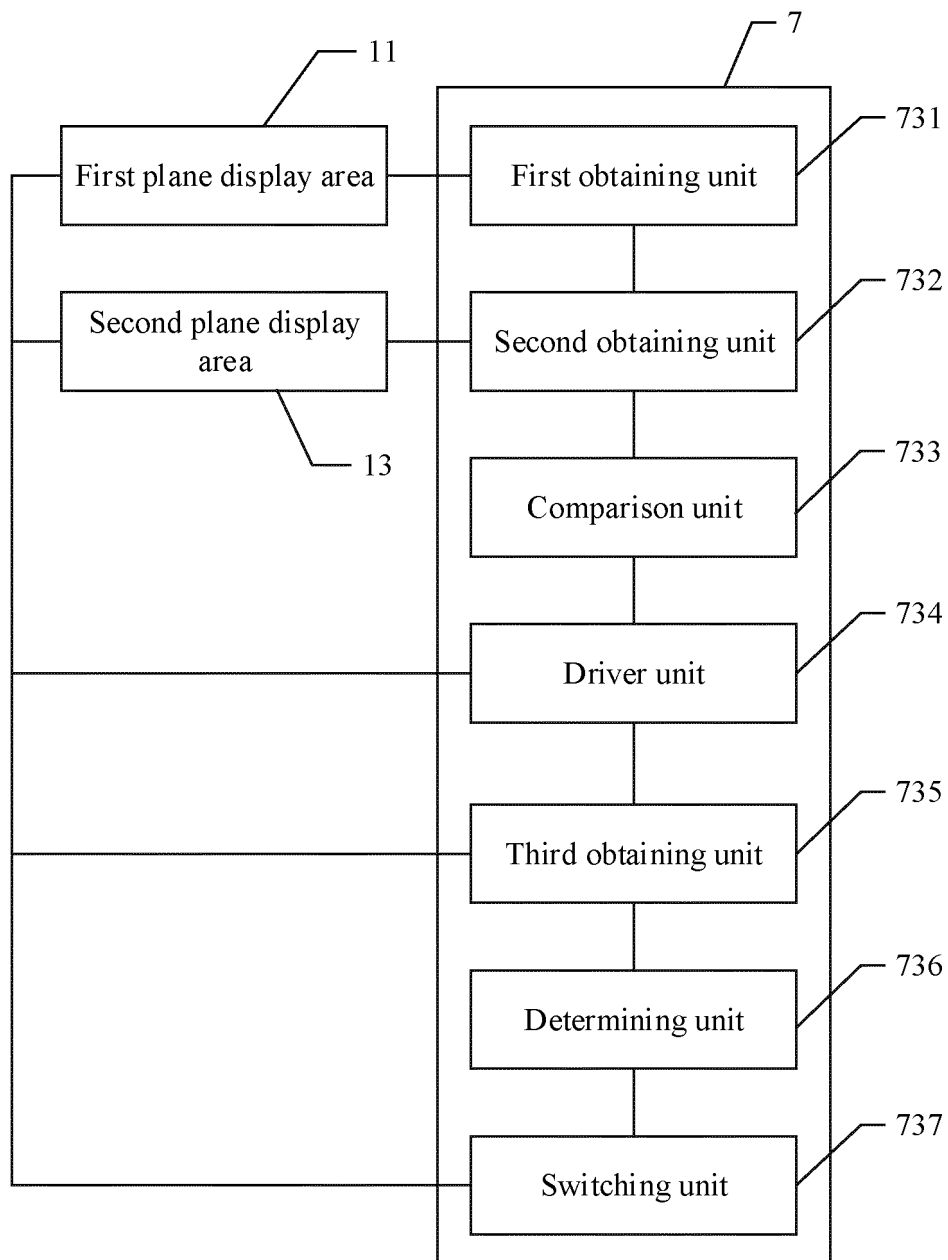 7
11
731
First plane display area
First obtaining unit
732
Second plane display
area
Second obtaining unit
13
733
Comparison unit
734
Driver unit
735
Third obtaining unit
736
Determining unit
737
Switching unit